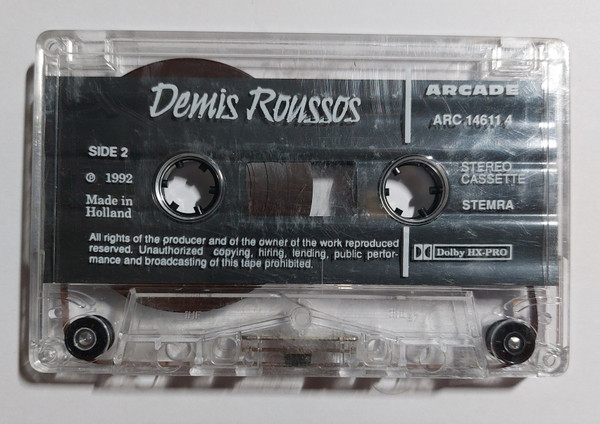 Demis Roussos
ARCADE
ARC 14611 4
SIDE 2
℗ 1992
Made in
Holland
STEREO
CASSETTE
STEMRA
All rights of the producer and of the owner of the work reproduced
reserved. Unauthorized copying, hiring, lending, public perfor-
mance and broadcasting of this tape prohibited.
Dolby HX-PRO